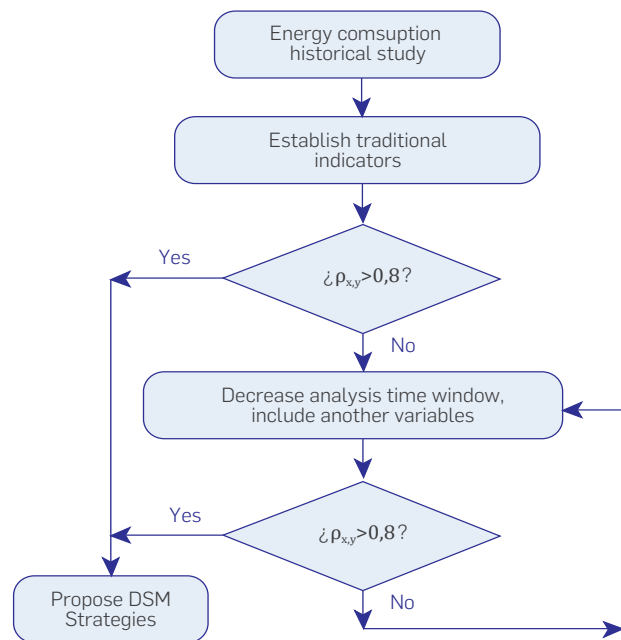 Energy comsuption
historical study
Establish traditional
indicators
Yes
¿ρx,y>0,8?
No
Decrease analysis time window,
include another variables
Yes
¿ρx,y>0,8?
No
Propose DSM
Strategies